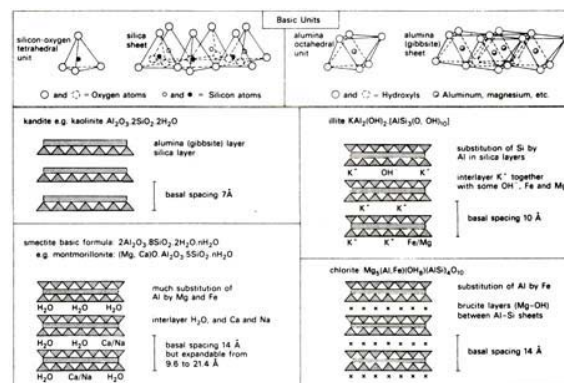 Basic Units
silicon-oxygen
tetrahedral
unit
silica
sheet
○ and ◌ = Oxygen atoms ○ and ● = Silicon atoms
alumina
octahedral
unit
alumina
(gibbsite)
sheet
○ and ◌ = Hydroxyls Aluminum, magnesium, etc.
kandite e.g. kaolinite Al₂O₃.2SiO₂.2H₂O
alumina (gibbsite) layer
silica layer
basal spacing 7Å
illite KAl₂(OH)₂.[AlSi₃(O, OH)₁₀]
K⁺ OH⁻ K⁺
K⁺ K⁺
K⁺ K⁺ Fe/Mg
substitution of Si by
Al in silica layers
interlayer K⁺ together
with some OH⁻, Fe and Mg
basal spacing 10 Å
smectite basic formula: 2Al₂O₃.8SiO₂.2H₂O.nH₂O
e.g. montmorillonite: (Mg, Ca)O.Al₂O₃.5SiO₂.nH₂O
H₂O H₂O H₂O
H₂O H₂O Ca/Na
H₂O Ca/Na H₂O
much substitution of
Al by Mg and Fe
interlayer H₂O, and Ca and Na
basal spacing 14 Å
but expandable from
9.6 to 21.4 Å
chlorite Mg₅(Al,Fe)(OH)₈(AlSi)₄O₁₀
substitution of Al by Fe
brucite layers (Mg-OH)
between Al-Si sheets
basal spacing 14 Å